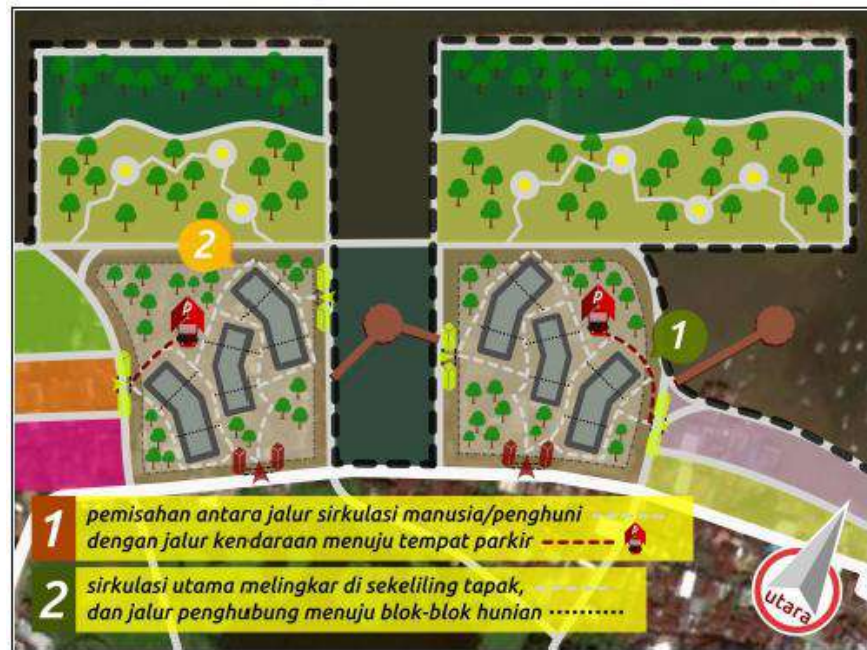 2
P
P
1
1 pemisahan antara jalur sirkulasi manusia/penghuni
dengan jalur kendaraan menuju tempat parkir P
2 sirkulasi utama melingkar di sekeliling tapak,
dan jalur penghubung menuju blok-blok hunian
utara